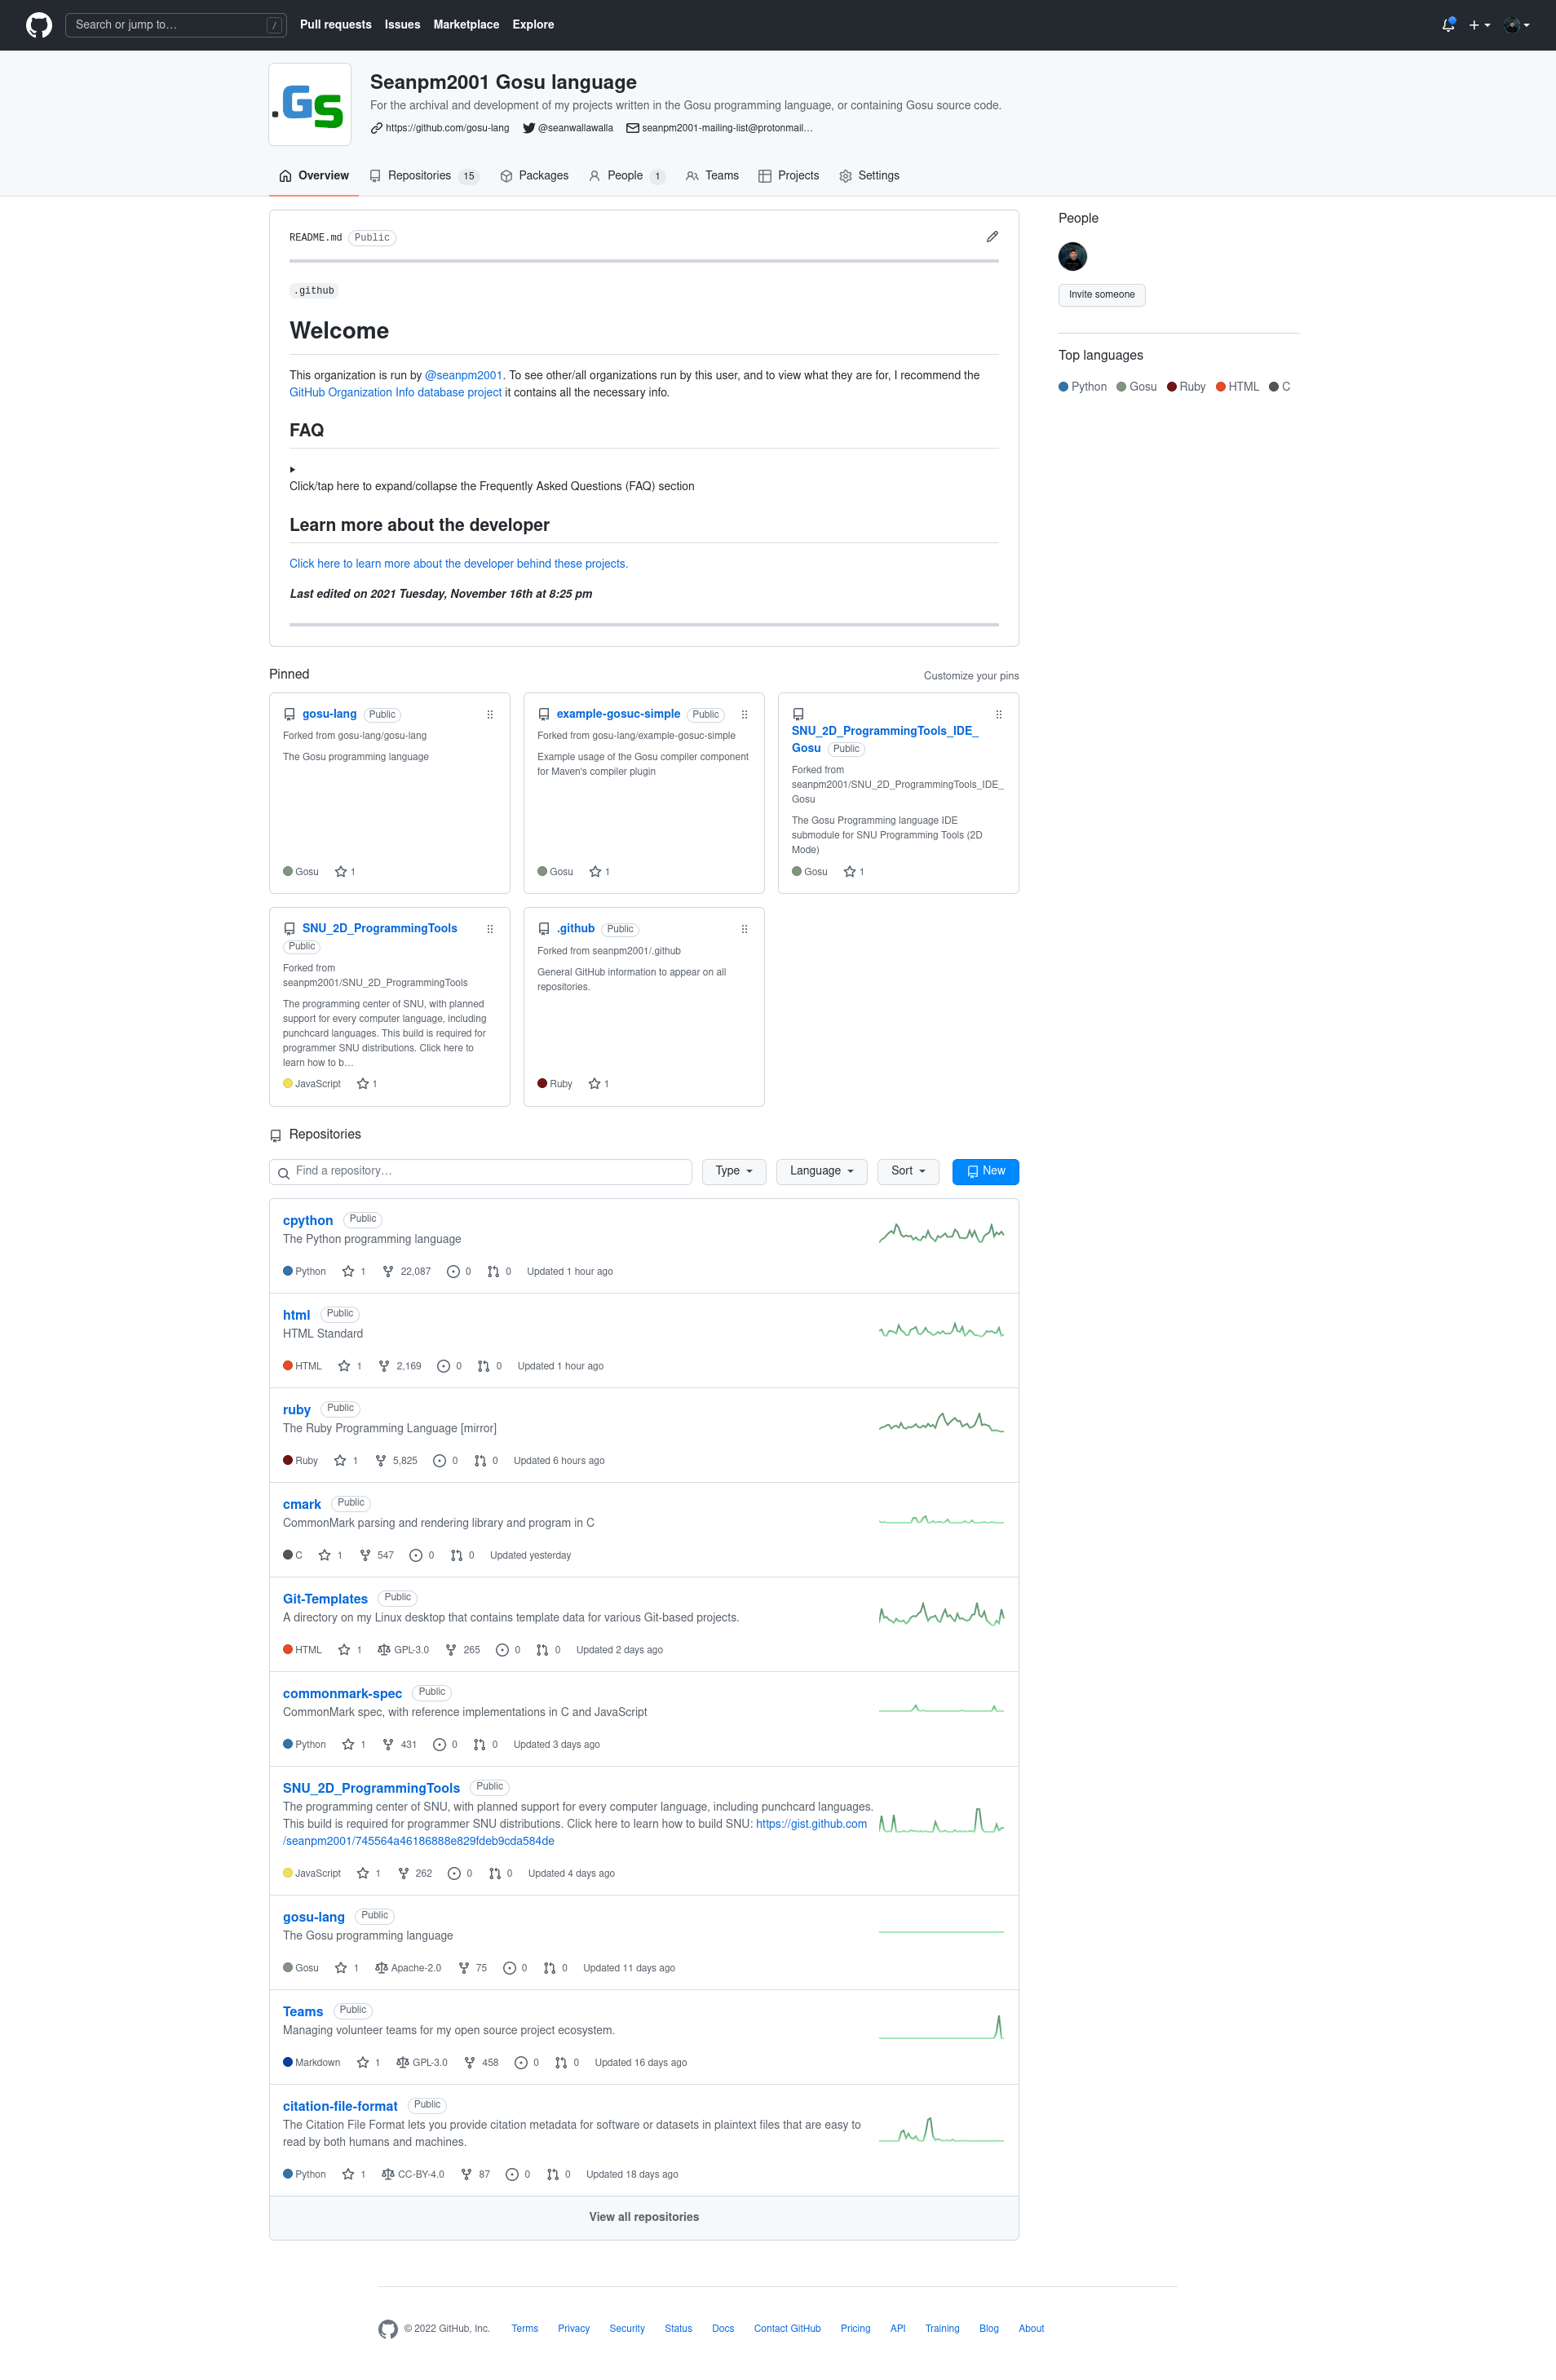 Search or jump to…
/
Pull requests
Issues
Marketplace
Explore
.GS
Seanpm2001 Gosu language
For the archival and development of my projects written in the Gosu programming language, or containing Gosu source code.
https://github.com/gosu-lang
@seanwallawalla
seanpm2001-mailing-list@protonmail…
Overview
Repositories 15
Packages
People 1
Teams
Projects
Settings
README.md Public
.github
Welcome
This organization is run by @seanpm2001. To see other/all organizations run by this user, and to view what they are for, I recommend the
GitHub Organization Info database project it contains all the necessary info.
FAQ
Click/tap here to expand/collapse the Frequently Asked Questions (FAQ) section
Learn more about the developer
Click here to learn more about the developer behind these projects.
Last edited on 2021 Tuesday, November 16th at 8:25 pm
People
Invite someone
Top languages
Python Gosu Ruby HTML C
Pinned
Customize your pins
gosu-lang Public
Forked from gosu-lang/gosu-lang
The Gosu programming language
Gosu 1
example-gosuc-simple Public
Forked from gosu-lang/example-gosuc-simple
Example usage of the Gosu compiler component
for Maven's compiler plugin
Gosu 1
SNU_2D_ProgrammingTools_IDE_
Gosu Public
Forked from
seanpm2001/SNU_2D_ProgrammingTools_IDE_
Gosu
The Gosu Programming language IDE
submodule for SNU Programming Tools (2D
Mode)
Gosu 1
SNU_2D_ProgrammingTools
Public
Forked from
seanpm2001/SNU_2D_ProgrammingTools
The programming center of SNU, with planned
support for every computer language, including
punchcard languages. This build is required for
programmer SNU distributions. Click here to
learn how to b…
JavaScript 1
.github Public
Forked from seanpm2001/.github
General GitHub information to appear on all
repositories.
Ruby 1
Repositories
Find a repository…
Type
Language
Sort
New
cpython Public
The Python programming language
Python 1 22,087 0 0 Updated 1 hour ago
html Public
HTML Standard
HTML 1 2,169 0 0 Updated 1 hour ago
ruby Public
The Ruby Programming Language [mirror]
Ruby 1 5,825 0 0 Updated 6 hours ago
cmark Public
CommonMark parsing and rendering library and program in C
C 1 547 0 0 Updated yesterday
Git-Templates Public
A directory on my Linux desktop that contains template data for various Git-based projects.
HTML 1 GPL-3.0 265 0 0 Updated 2 days ago
commonmark-spec Public
CommonMark spec, with reference implementations in C and JavaScript
Python 1 431 0 0 Updated 3 days ago
SNU_2D_ProgrammingTools Public
The programming center of SNU, with planned support for every computer language, including punchcard languages.
This build is required for programmer SNU distributions. Click here to learn how to build SNU: https://gist.github.com
/seanpm2001/745564a46186888e829fdeb9cda584de
JavaScript 1 262 0 0 Updated 4 days ago
gosu-lang Public
The Gosu programming language
Gosu 1 Apache-2.0 75 0 0 Updated 11 days ago
Teams Public
Managing volunteer teams for my open source project ecosystem.
Markdown 1 GPL-3.0 458 0 0 Updated 16 days ago
citation-file-format Public
The Citation File Format lets you provide citation metadata for software or datasets in plaintext files that are easy to
read by both humans and machines.
Python 1 CC-BY-4.0 87 0 0 Updated 18 days ago
View all repositories
© 2022 GitHub, Inc.
Terms
Privacy
Security
Status
Docs
Contact GitHub
Pricing
API
Training
Blog
About